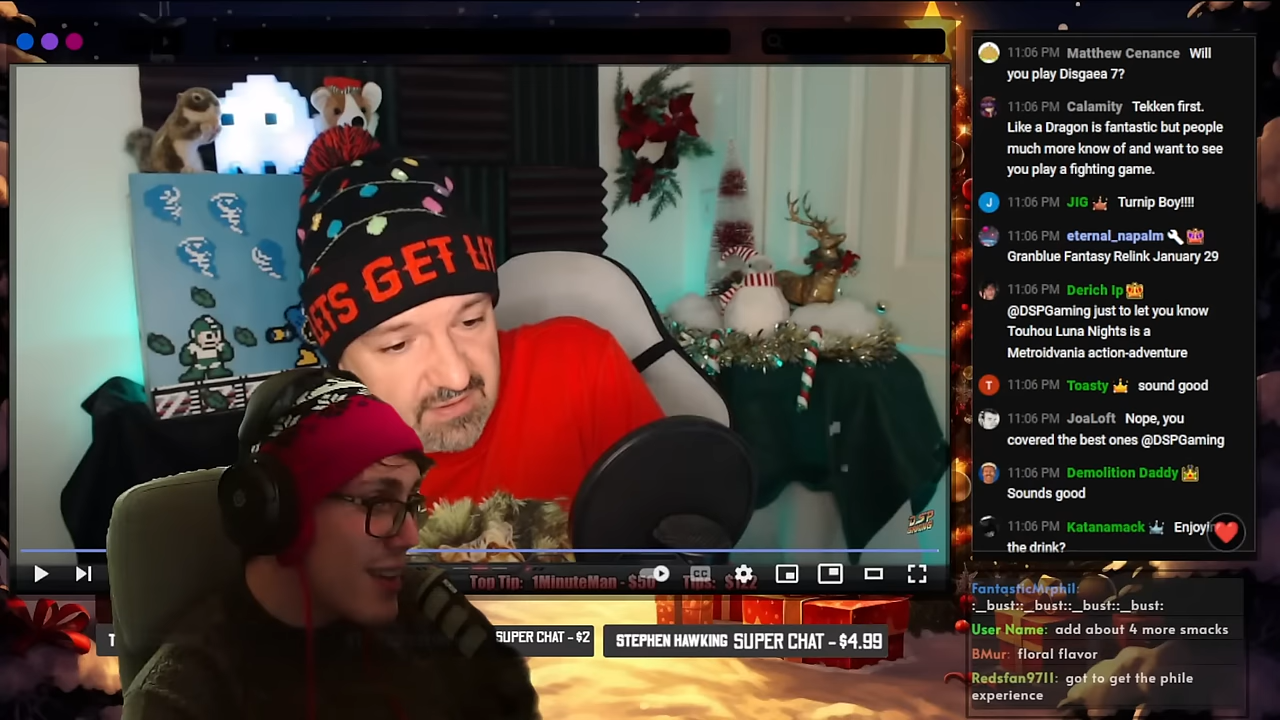 LETS GET LIT
Top Tip: 1MinuteMan - $50 Tips: $1
SUPER CHAT - $2
STEPHEN HAWKING SUPER CHAT - $4.99
11:06 PM Matthew Cenance Will
you play Disgaea 7?
11:06 PM Calamity Tekken first.
Like a Dragon is fantastic but people
much more know of and want to see
you play a fighting game.
J 11:06 PM JIG Turnip Boy!!!!
11:06 PM eternal_napalm
Granblue Fantasy Relink January 29
11:06 PM Derich Ip
@DSPGaming just to let you know
Touhou Luna Nights is a
Metroidvania action-adventure
T 11:06 PM Toasty sound good
11:06 PM JoaLoft Nope, you
covered the best ones @DSPGaming
11:06 PM Demolition Daddy
Sounds good
11:06 PM Katanamack Enjoyin
the drink?
FantasticMrphil:
:_bust::_bust::_bust::_bust:
User Name: add about 4 more smacks
BMur: floral flavor
Redsfan9711: got to get the phile
experience